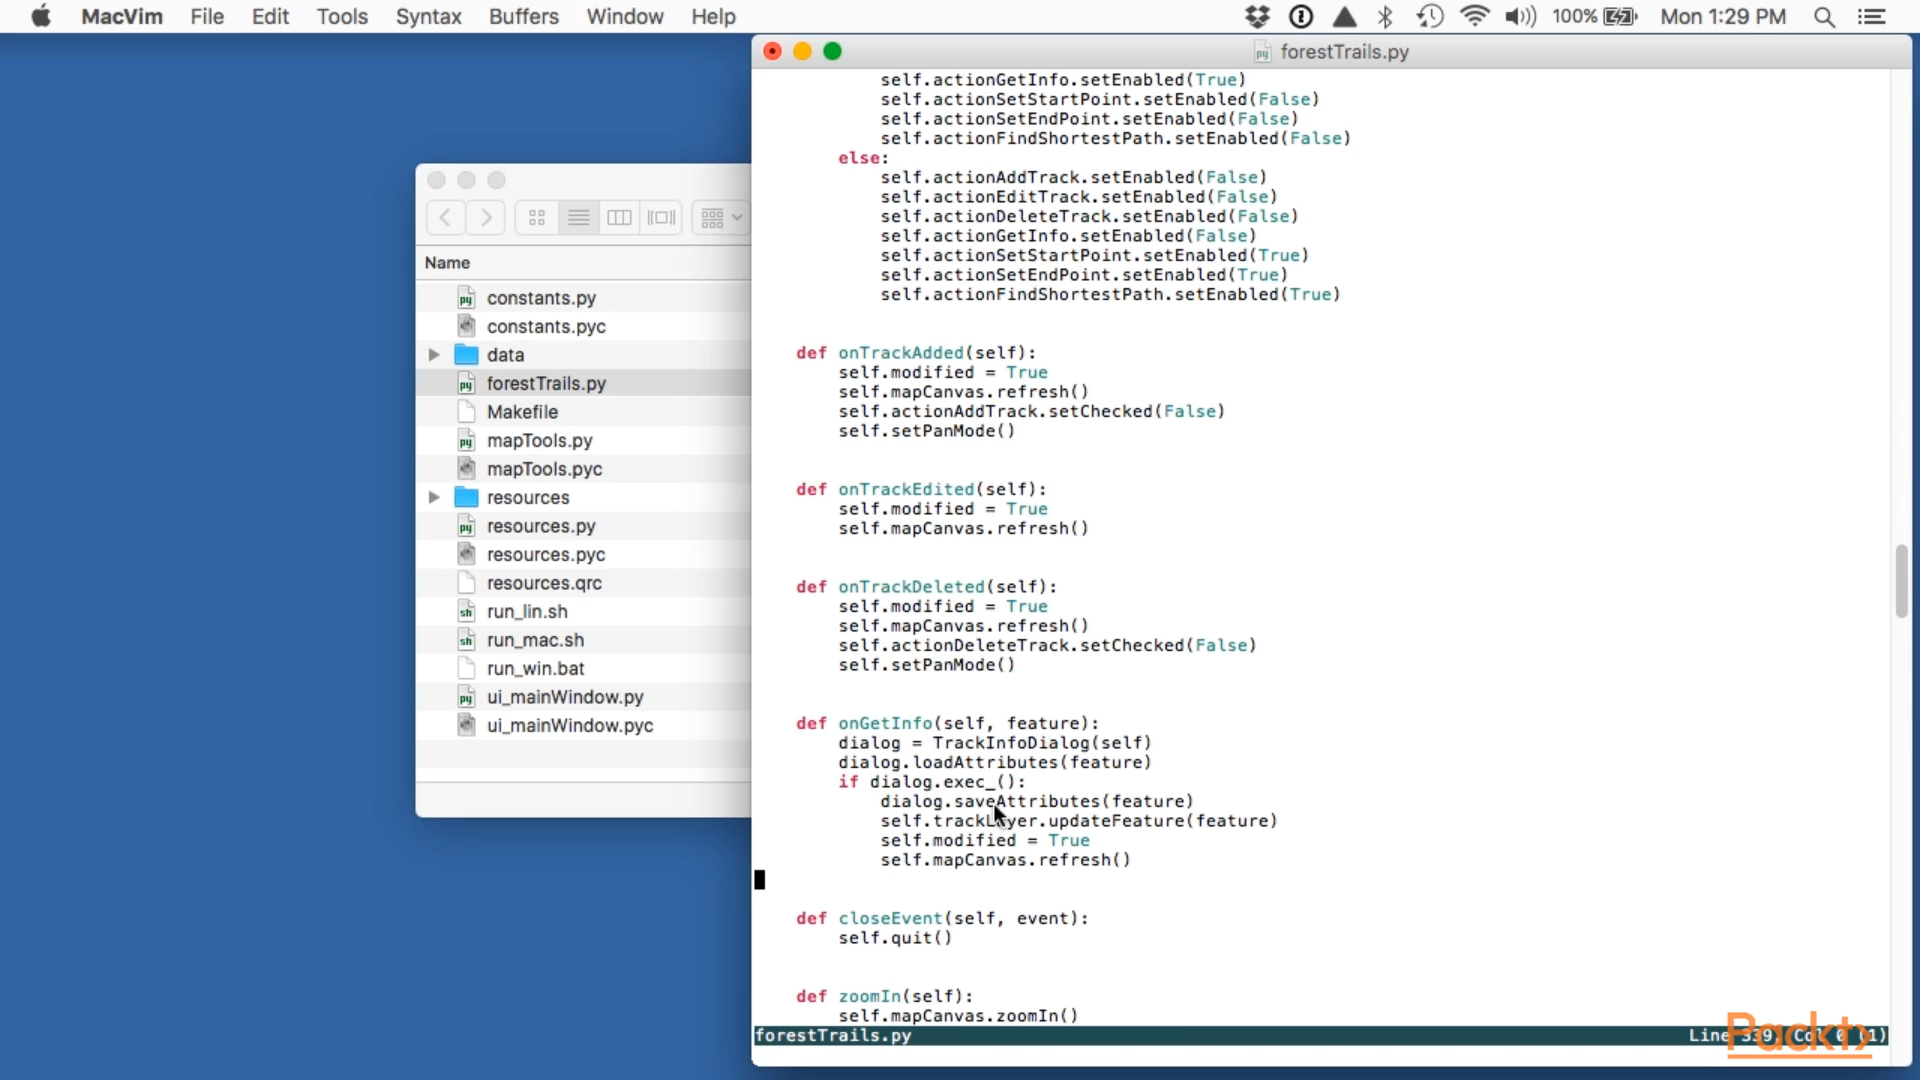 MacVim File Edit Tools Syntax Buffers Window Help
100% Mon 1:29 PM
forestTrails.py
Name
constants.py
constants.pyc
data
forestTrails.py
Makefile
mapTools.py
mapTools.pyc
resources
resources.py
resources.pyc
resources.qrc
run_lin.sh
run_mac.sh
run_win.bat
ui_mainWindow.py
ui_mainWindow.pyc
self.actionGetInfo.setEnabled(True)
self.actionSetStartPoint.setEnabled(False)
self.actionSetEndPoint.setEnabled(False)
self.actionFindShortestPath.setEnabled(False)
else:
self.actionAddTrack.setEnabled(False)
self.actionEditTrack.setEnabled(False)
self.actionDeleteTrack.setEnabled(False)
self.actionGetInfo.setEnabled(False)
self.actionSetStartPoint.setEnabled(True)
self.actionSetEndPoint.setEnabled(True)
self.actionFindShortestPath.setEnabled(True)
def onTrackAdded(self):
self.modified = True
self.mapCanvas.refresh()
self.actionAddTrack.setChecked(False)
self.setPanMode()
def onTrackEdited(self):
self.modified = True
self.mapCanvas.refresh()
def onTrackDeleted(self):
self.modified = True
self.mapCanvas.refresh()
self.actionDeleteTrack.setChecked(False)
self.setPanMode()
def onGetInfo(self, feature):
dialog = TrackInfoDialog(self)
dialog.loadAttributes(feature)
if dialog.exec_():
dialog.saveAttributes(feature)
self.trackLayer.updateFeature(feature)
self.modified = True
self.mapCanvas.refresh()
def closeEvent(self, event):
self.quit()
def zoomIn(self):
self.mapCanvas.zoomIn()
forestTrails.py
Line 339, Col 0 (1)
Packt